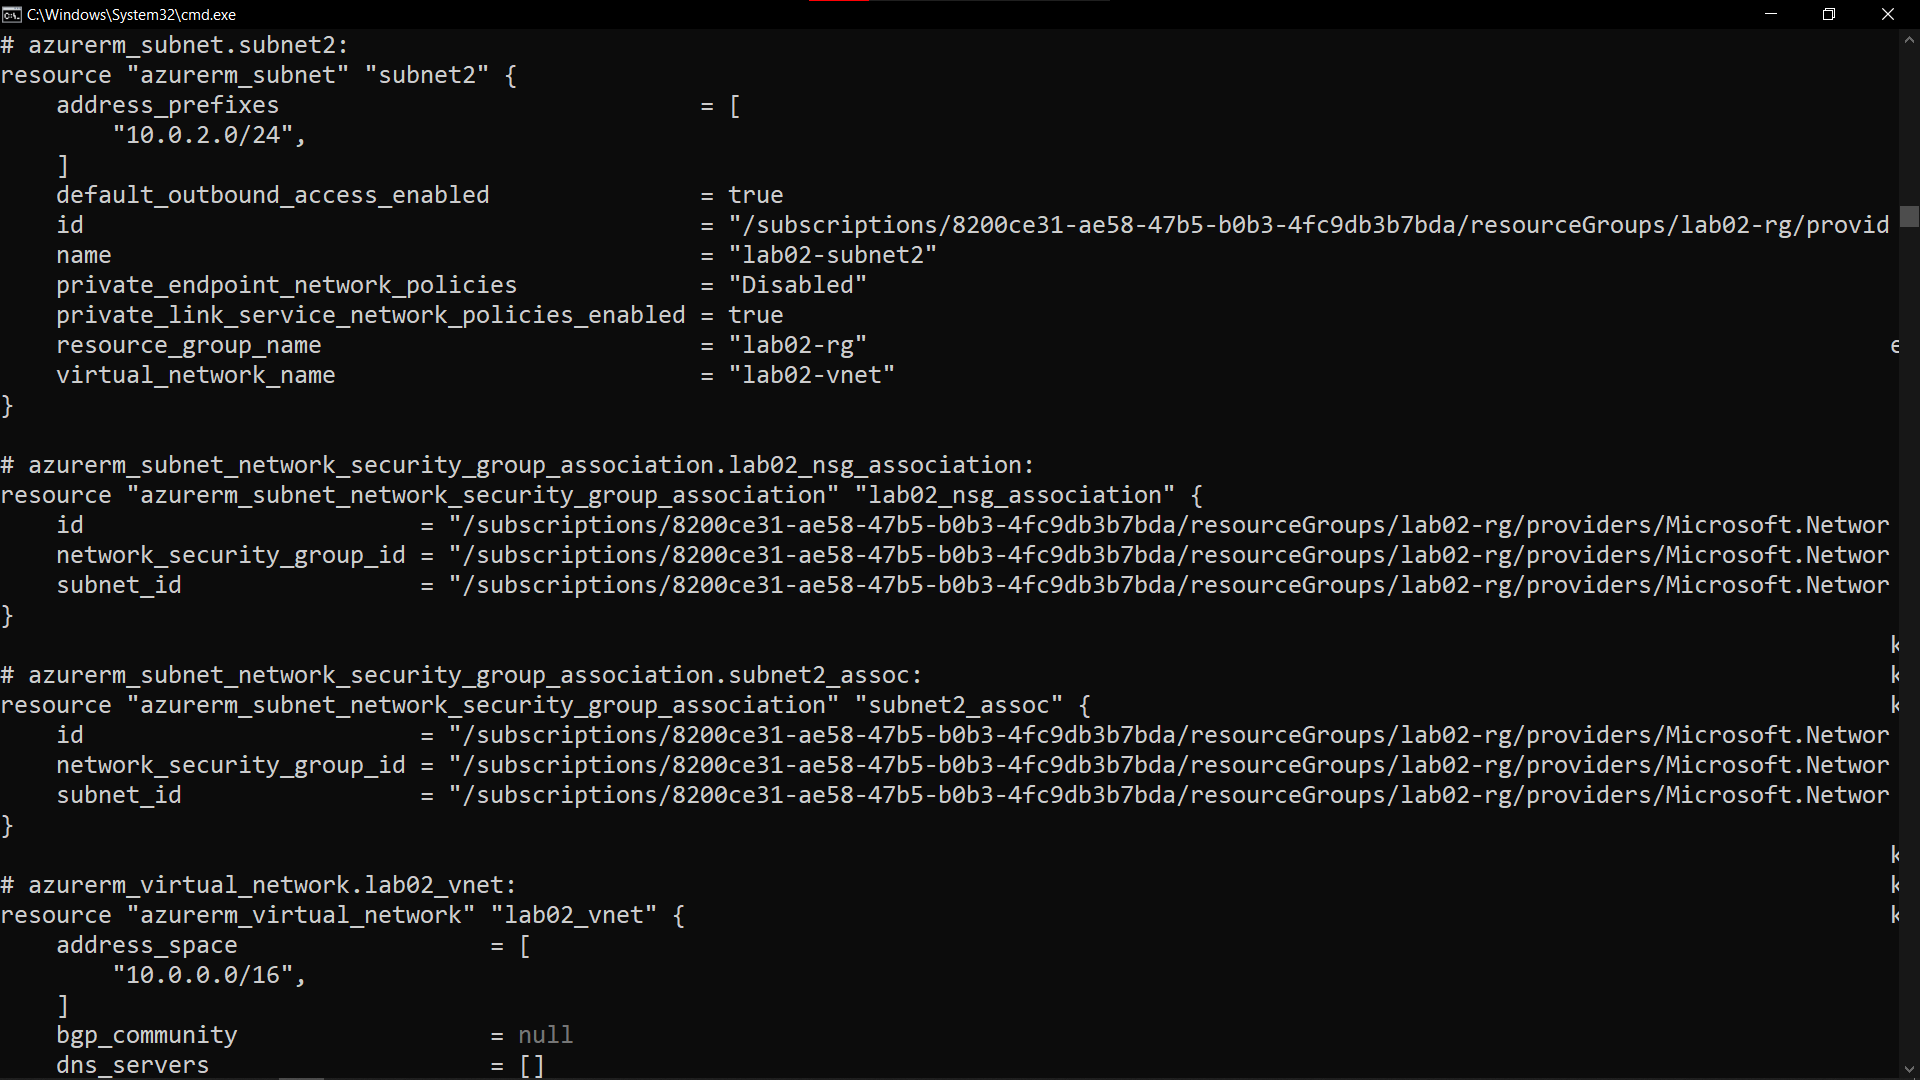 C:\Windows\System32\cmd.exe
# azurerm_subnet.subnet2:
resource "azurerm_subnet" "subnet2" {
    address_prefixes                              = [
        "10.0.2.0/24",
    ]
    default_outbound_access_enabled               = true
    id                                            = "/subscriptions/8200ce31-ae58-47b5-b0b3-4fc9db3b7bda/resourceGroups/lab02-rg/provid
    name                                          = "lab02-subnet2"
    private_endpoint_network_policies             = "Disabled"
    private_link_service_network_policies_enabled = true
    resource_group_name                           = "lab02-rg" e
    virtual_network_name                          = "lab02-vnet"
}
# azurerm_subnet_network_security_group_association.lab02_nsg_association:
resource "azurerm_subnet_network_security_group_association" "lab02_nsg_association" {
    id                        = "/subscriptions/8200ce31-ae58-47b5-b0b3-4fc9db3b7bda/resourceGroups/lab02-rg/providers/Microsoft.Networ
    network_security_group_id = "/subscriptions/8200ce31-ae58-47b5-b0b3-4fc9db3b7bda/resourceGroups/lab02-rg/providers/Microsoft.Networ
    subnet_id                 = "/subscriptions/8200ce31-ae58-47b5-b0b3-4fc9db3b7bda/resourceGroups/lab02-rg/providers/Microsoft.Networ
}
k
# azurerm_subnet_network_security_group_association.subnet2_assoc: k
resource "azurerm_subnet_network_security_group_association" "subnet2_assoc" { k
    id                        = "/subscriptions/8200ce31-ae58-47b5-b0b3-4fc9db3b7bda/resourceGroups/lab02-rg/providers/Microsoft.Networ
    network_security_group_id = "/subscriptions/8200ce31-ae58-47b5-b0b3-4fc9db3b7bda/resourceGroups/lab02-rg/providers/Microsoft.Networ
    subnet_id                 = "/subscriptions/8200ce31-ae58-47b5-b0b3-4fc9db3b7bda/resourceGroups/lab02-rg/providers/Microsoft.Networ
}
k
# azurerm_virtual_network.lab02_vnet: k
resource "azurerm_virtual_network" "lab02_vnet" { k
    address_space                  = [
        "10.0.0.0/16",
    ]
    bgp_community                  = null
    dns_servers                    = []